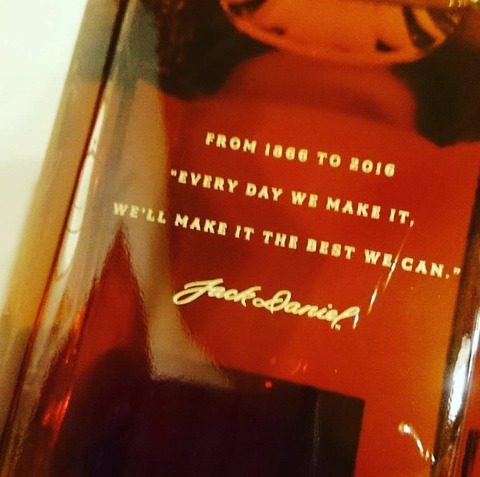 FROM 1866 TO 2016
"EVERY DAY WE MAKE IT,
WE'LL MAKE IT THE BEST WE CAN."
Jack Daniel